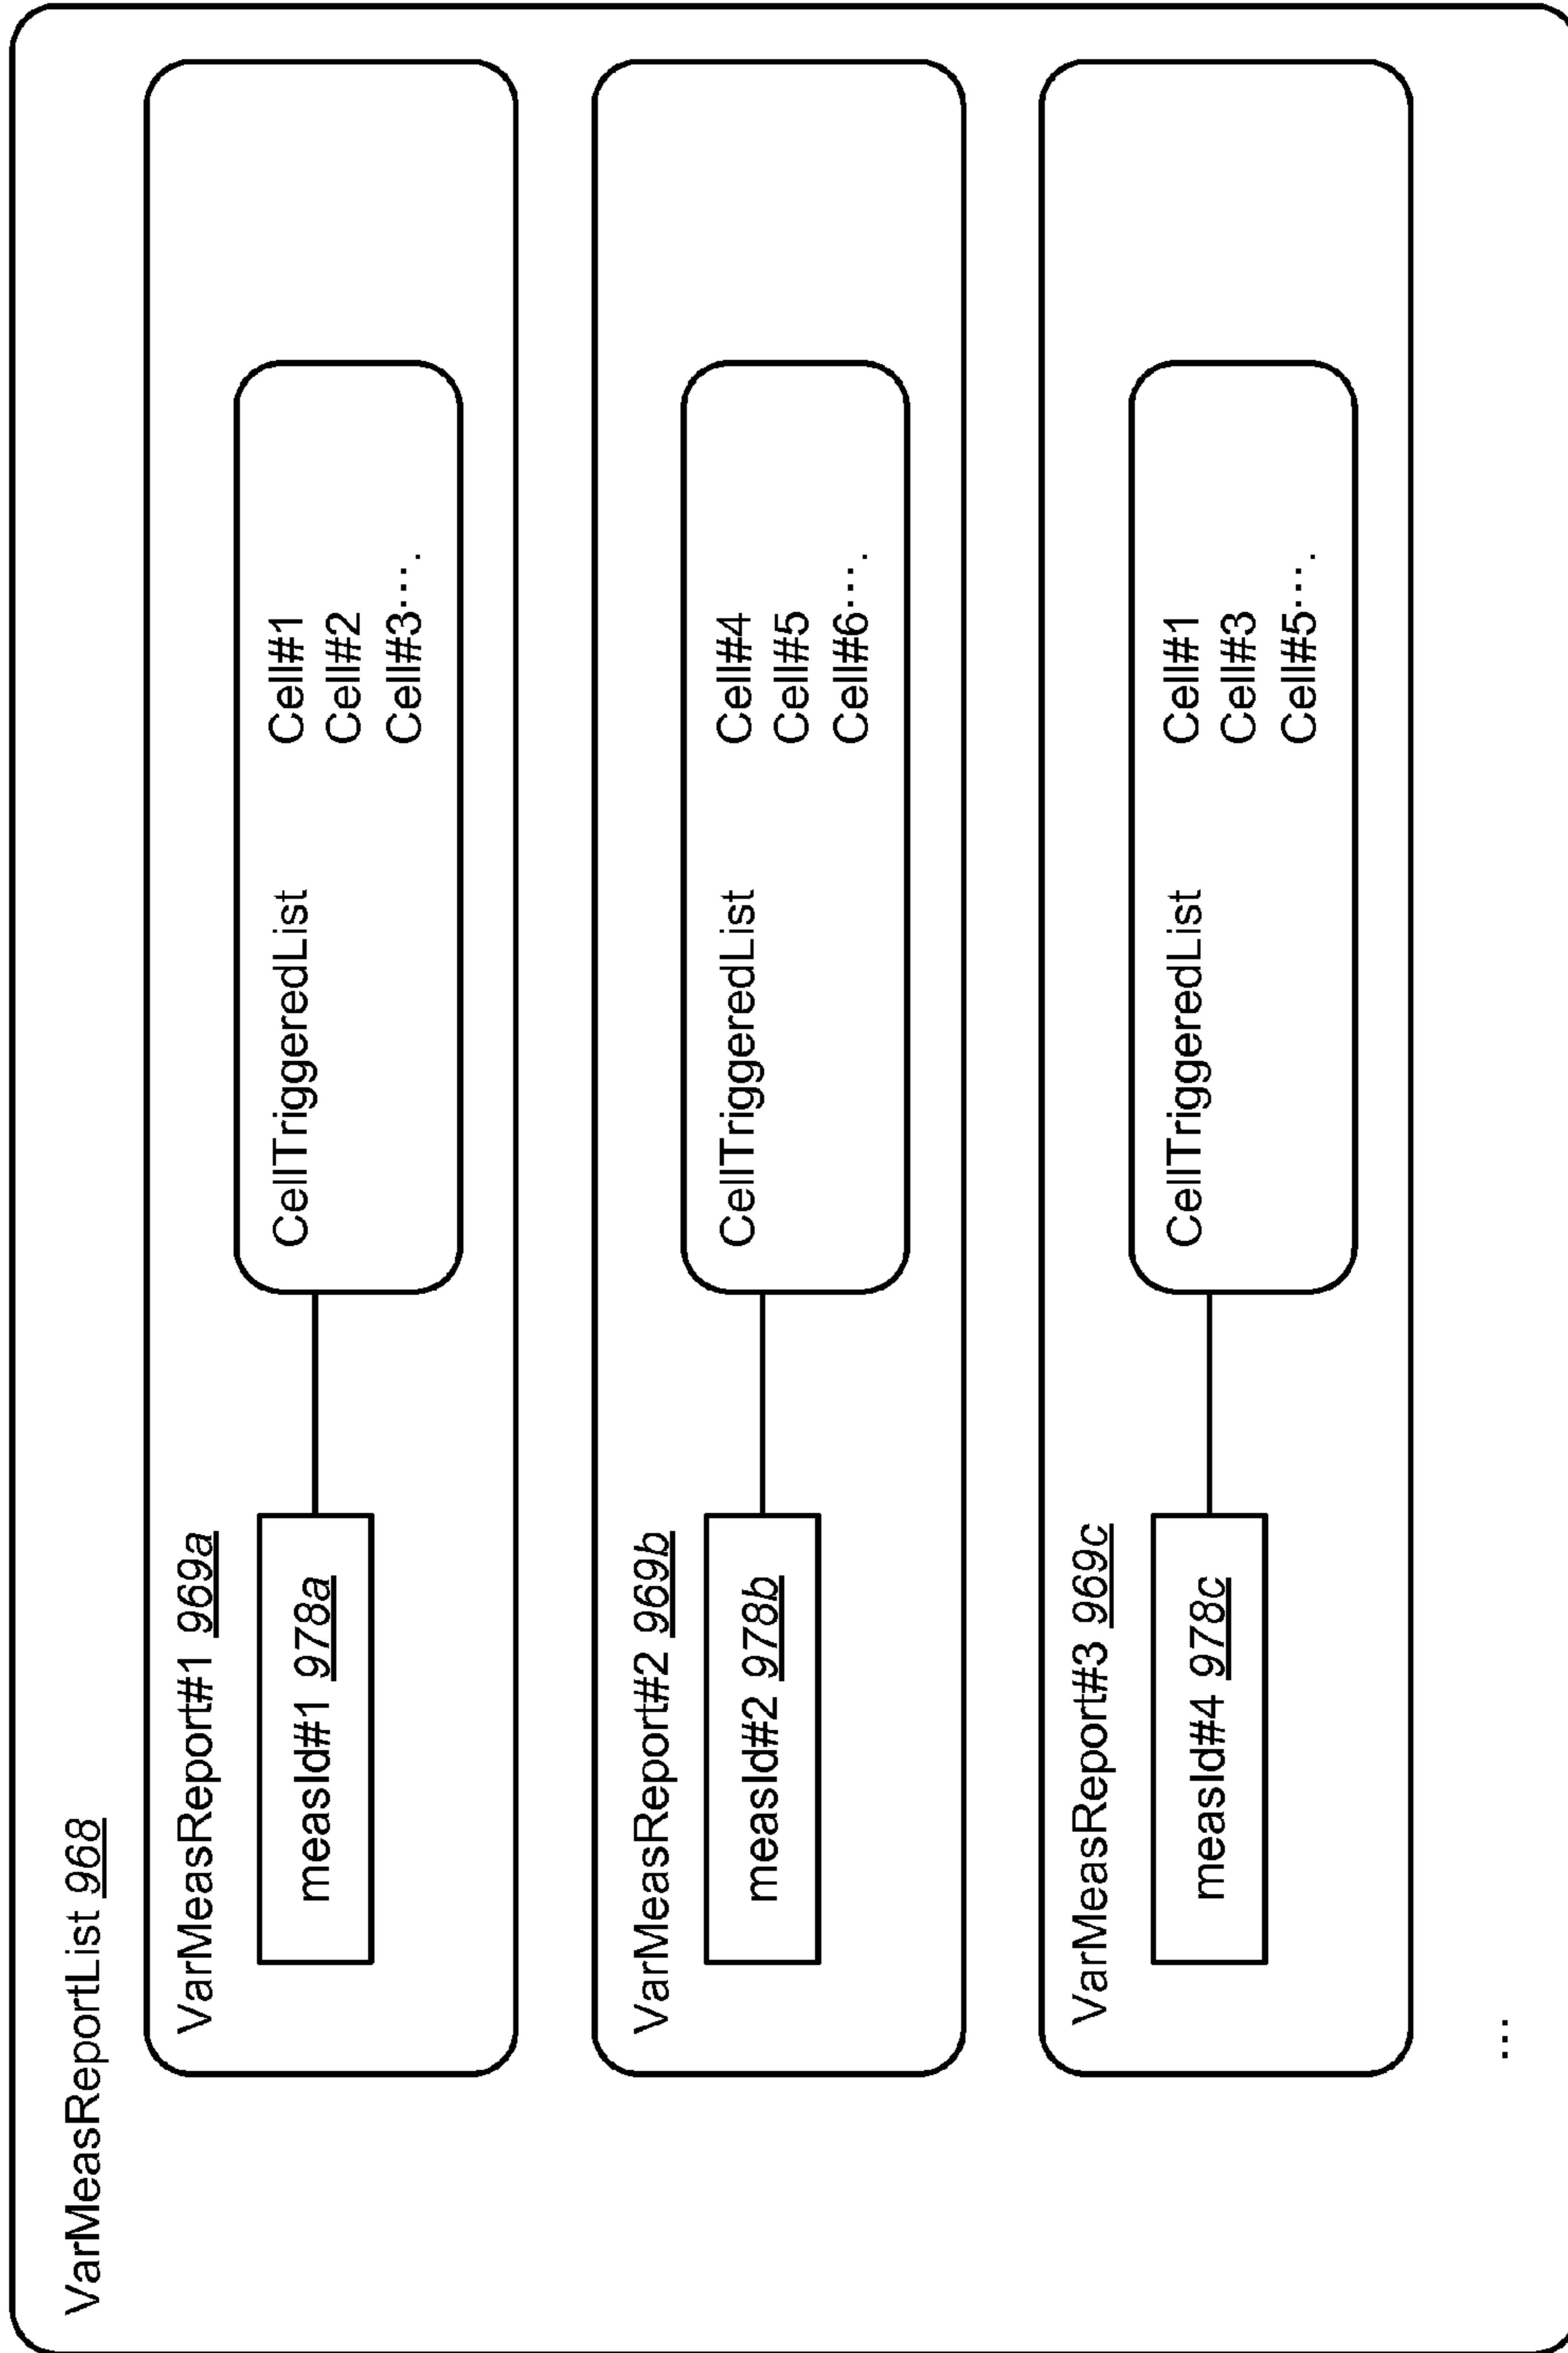 VarMeasReportList 968
VarMeasReport#1 969a
measId#1 978a
CellTriggeredList
Cell#1
Cell#2
Cell#3....
VarMeasReport#2 969b
measId#2 978b
CellTriggeredList
Cell#4
Cell#5
Cell#6....
VarMeasReport#3 969c
measId#4 978c
CellTriggeredList
Cell#1
Cell#3
Cell#5....
...